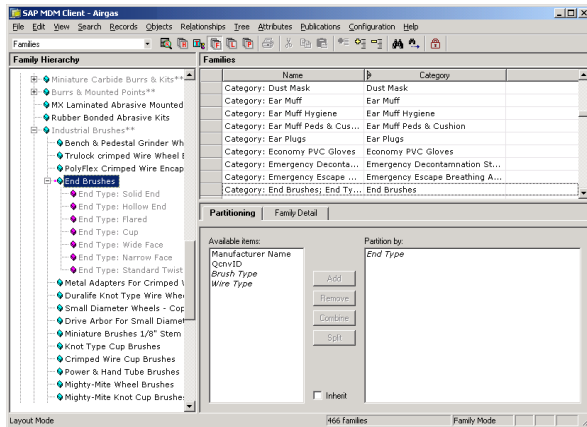 SAP MDM Client - Airgas
File Edit View Search Records Objects Relationships Tree Attributes Publications Configuration Help
Families
Family Hierarchy
Miniature Carbide Burrs & Kits**
Burrs & Mounted Points**
MX Laminated Abrasive Mounted
Rubber Bonded Abrasive Kits
Industrial Brushes**
Bench & Pedestal Grinder Wh
Trulock crimped Wire Wheel
PolyFlex Crimped Wire Encap
End Brushes
End Type: Solid End
End Type: Hollow End
End Type: Flared
End Type: Cup
End Type: Wide Face
End Type: Narrow Face
End Type: Standard Twist
Metal Adapters For Crimped
Duralife Knot Type Wire Whee
Small Diameter Wheels - Cop
Drive Arbor For Small Diamet
Miniature Brushes 1/8" Stem
Knot Type Cup Brushes
Crimped Wire Cup Brushes
Power & Hand Tube Brushes
Mighty-Mite Wheel Brushes
Mighty-Mite Knot Cup Brushes
Families
Name Category
Category: Dust Mask Dust Mask
Category: Ear Muff Ear Muff
Category: Ear Muff Hygiene Ear Muff Hygiene
Category: Ear Muff Peds & Cus... Ear Muff Peds & Cushion
Category: Ear Plugs Ear Plugs
Category: Economy PVC Gloves Economy PVC Gloves
Category: Emergency Deconta... Emergency Decontamnation St...
Category: Emergency Escape ... Emergency Escape Breathing A...
Category: End Brushes; End Ty... End Brushes
Partitioning Family Detail
Available items:
Manufacturer Name
QcnvID
Brush Type
Wire Type
Add
Remove
Combine
Split
Inherit
Partition by:
End Type
Layout Mode 466 families Family Mode